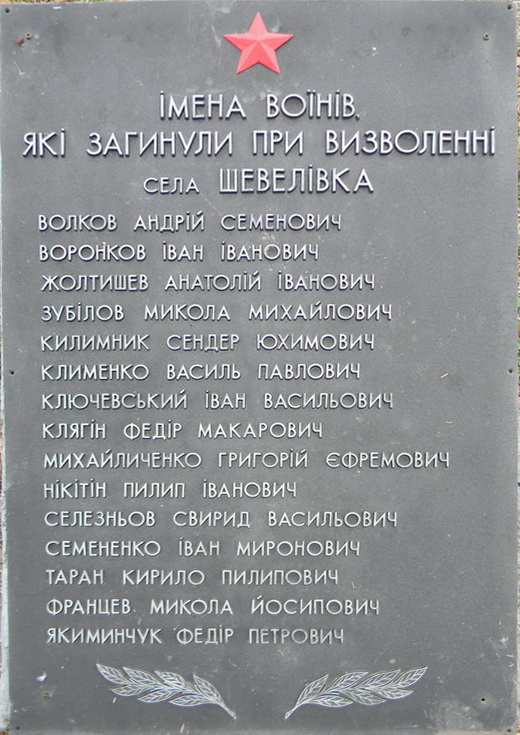 ІМЕНА ВОЇНІВ,
ЯКІ ЗАГИНУЛИ ПРИ ВИЗВОЛЕННІ
СЕЛА ШЕВЕЛІВКА
ВОЛКОВ АНДРІЙ СЕМЕНОВИЧ
ВОРОНКОВ ІВАН ІВАНОВИЧ
ЖОЛТИШЕВ АНАТОЛІЙ ІВАНОВИЧ
ЗУБІЛОВ МИКОЛА МИХАЙЛОВИЧ
КИЛИМНИК СЕНДЕР ЮХИМОВИЧ
КЛИМЕНКО ВАСИЛЬ ПАВЛОВИЧ
КЛЮЧЕВСЬКИЙ ІВАН ВАСИЛЬОВИЧ
КЛЯГІН ФЕДІР МАКАРОВИЧ
МИХАЙЛИЧЕНКО ГРИГОРІЙ ЄФРЕМОВИЧ
НІКІТІН ПИЛИП ІВАНОВИЧ
СЕЛЕЗНЬОВ СВИРИД ВАСИЛЬОВИЧ
СЕМЕНЕНКО ІВАН МИРОНОВИЧ
ТАРАН КИРИЛО ПИЛИПОВИЧ
ФРАНЦЕВ МИКОЛА ЙОСИПОВИЧ
ЯКИМИНЧУК ФЕДІР ПЕТРОВИЧ